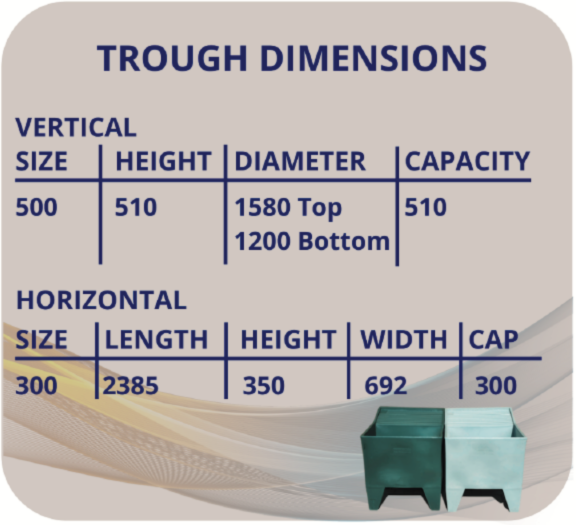 TROUGH DIMENSIONS
VERTICAL
SIZE HEIGHT DIAMETER CAPACITY
500 510 1580 Top 510
1200 Bottom
HORIZONTAL
SIZE LENGTH HEIGHT WIDTH CAP
300 2385 350 692 300